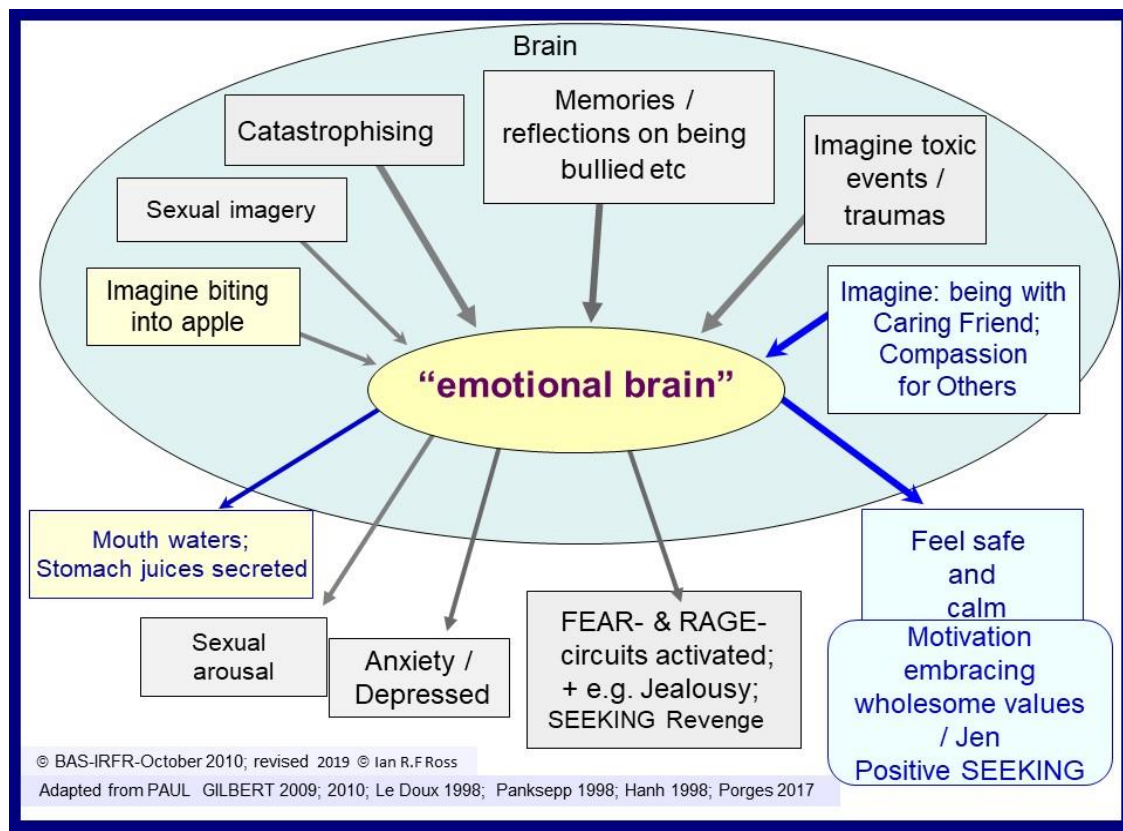 Brain
Catastrophising
Memories /
reflections on being
bullied etc
Imagine toxic
events /
traumas
Sexual imagery
Imagine biting
into apple
Imagine: being with
Caring Friend;
Compassion
for Others
“emotional brain”
Mouth waters;
Stomach juices secreted
Sexual
arousal
Anxiety /
Depressed
FEAR- & RAGE-
circuits activated;
+ e.g. Jealousy;
SEEKING Revenge
Feel safe
and
calm
Motivation
embracing
wholesome values
/ Jen
Positive SEEKING
© BAS-IRFR-October 2010; revised 2019 © Ian R.F Ross
Adapted from PAUL GILBERT 2009; 2010; Le Doux 1998; Panksepp 1998; Hanh 1998; Porges 2017